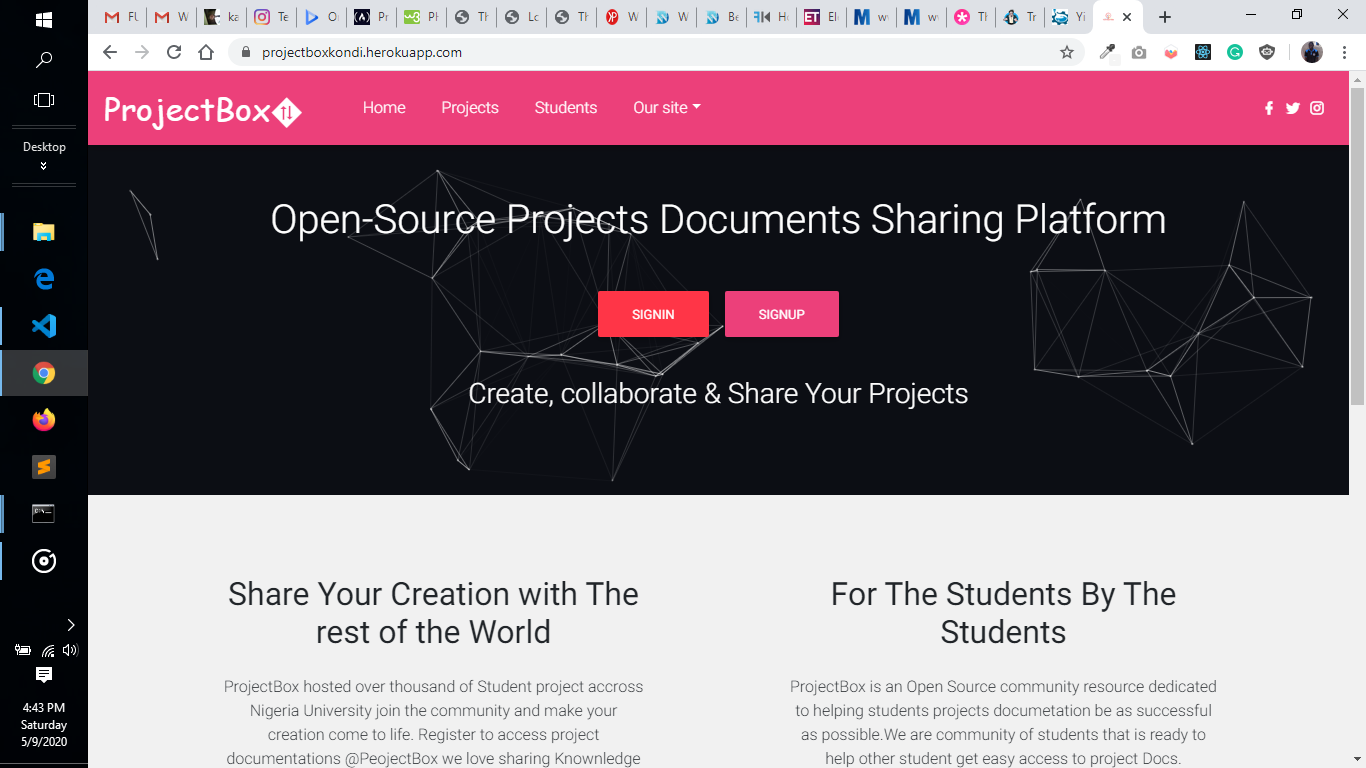 FU
W
ka
Te
O
Pr
Ph
Th
Lo
Th
W
W
Be
Ho
El
w
w
Th
Tr
Yi
projectboxkondi.herokuapp.com
ProjectBox
Home Projects Students Our site
Desktop
Open-Source Projects Documents Sharing Platform
SIGNIN SIGNUP
Create, collaborate & Share Your Projects
Share Your Creation with The
rest of the World
ProjectBox hosted over thousand of Student project accross
Nigeria University join the community and make your
creation come to life. Register to access project
documentations @PeojectBox we love sharing Knownledge
For The Students By The
Students
ProjectBox is an Open Source community resource dedicated
to helping students projects documetation be as successful
as possible.We are community of students that is ready to
help other student get easy access to project Docs.
4:43 PM
Saturday
5/9/2020